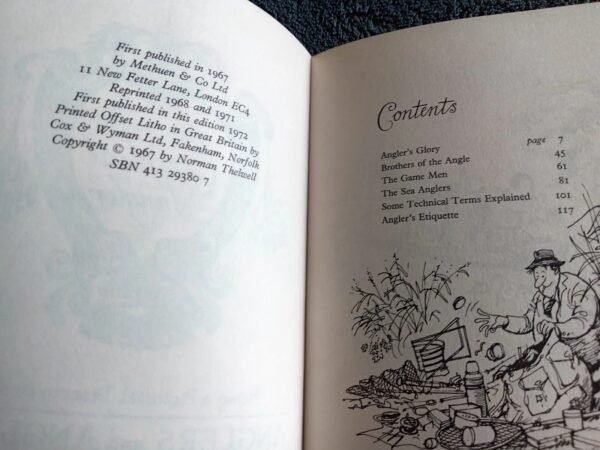 First published in 1967
by Methuen & Co Ltd
11 New Fetter Lane, London EC4
Reprinted 1968 and 1971
First published in this edition 1972
Printed Offset Litho in Great Britain by
Cox & Wyman Ltd, Fakenham, Norfolk
Copyright © 1967 by Norman Thelwell
SBN 413 29380 7
Contents
Angler's Glory page 7
Brothers of the Angle 45
The Game Men 61
The Sea Anglers 81
Some Technical Terms Explained 101
Angler's Etiquette 117